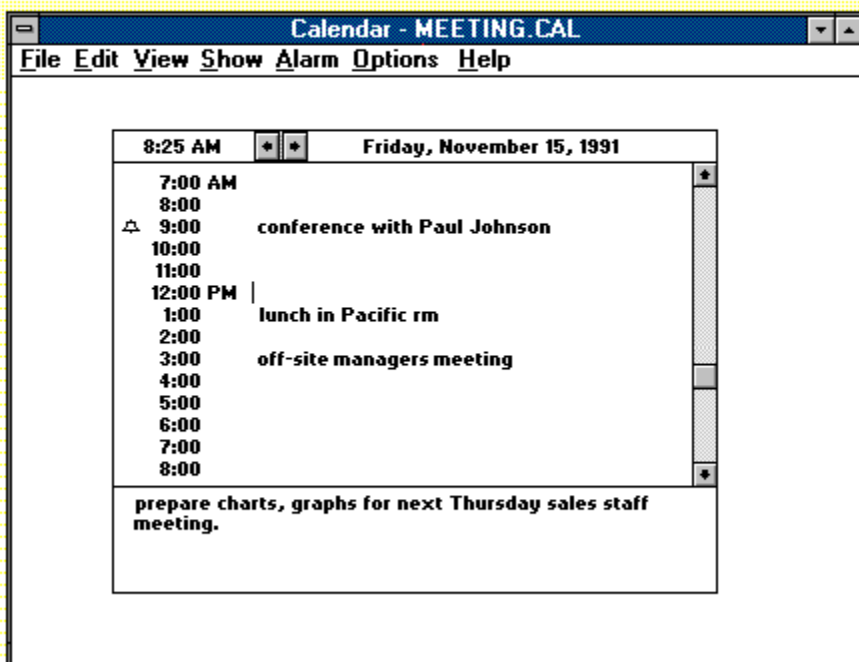 Calendar - MEETING.CAL
File Edit View Show Alarm Options Help
8:25 AM Friday, November 15, 1991
7:00 AM
8:00
9:00 conference with Paul Johnson
10:00
11:00
12:00 PM
1:00 lunch in Pacific rm
2:00
3:00 off-site managers meeting
4:00
5:00
6:00
7:00
8:00
prepare charts, graphs for next Thursday sales staff
meeting.